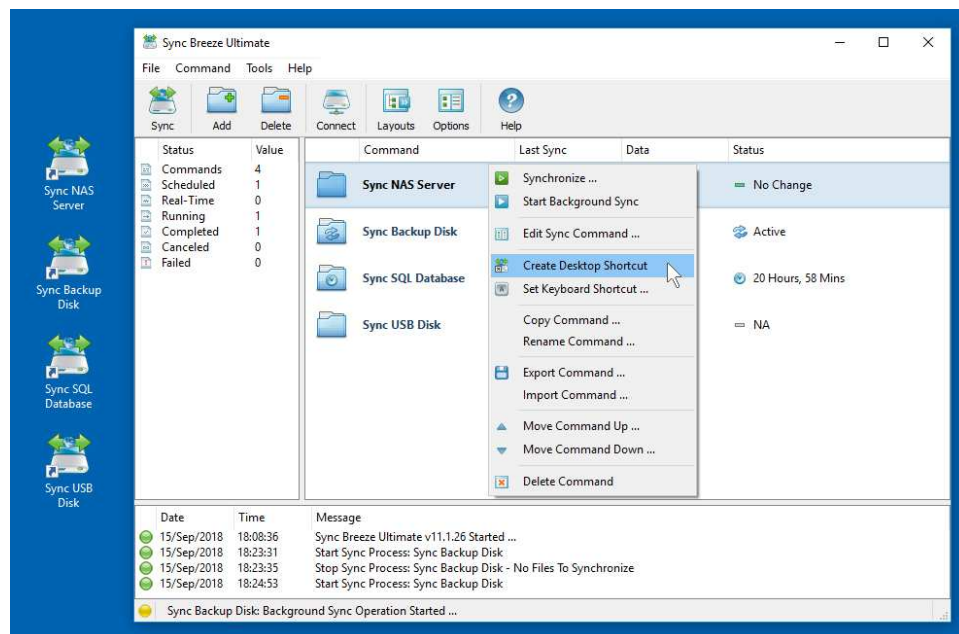 Sync NAS
Server
Sync Backup
Disk
Sync SQL
Database
Sync USB
Disk
Sync Breeze Ultimate
File Command Tools Help
Sync Add Delete Connect Layouts Options Help
Status Value
Commands 4
Scheduled 1
Real-Time 0
Running 1
Completed 1
Canceled 0
Failed 0
Command Last Sync Data Status
Sync NAS Server No Change
Sync Backup Disk Active
Sync SQL Database 20 Hours, 58 Mins
Sync USB Disk NA
Synchronize ...
Start Background Sync
Edit Sync Command ...
Create Desktop Shortcut
Set Keyboard Shortcut ...
Copy Command ...
Rename Command ...
Export Command ...
Import Command ...
Move Command Up ...
Move Command Down ...
Delete Command
Date Time Message
15/Sep/2018 18:08:36 Sync Breeze Ultimate v11.1.26 Started ...
15/Sep/2018 18:23:31 Start Sync Process: Sync Backup Disk
15/Sep/2018 18:23:35 Stop Sync Process: Sync Backup Disk - No Files To Synchronize
15/Sep/2018 18:24:53 Start Sync Process: Sync Backup Disk
Sync Backup Disk: Background Sync Operation Started ...